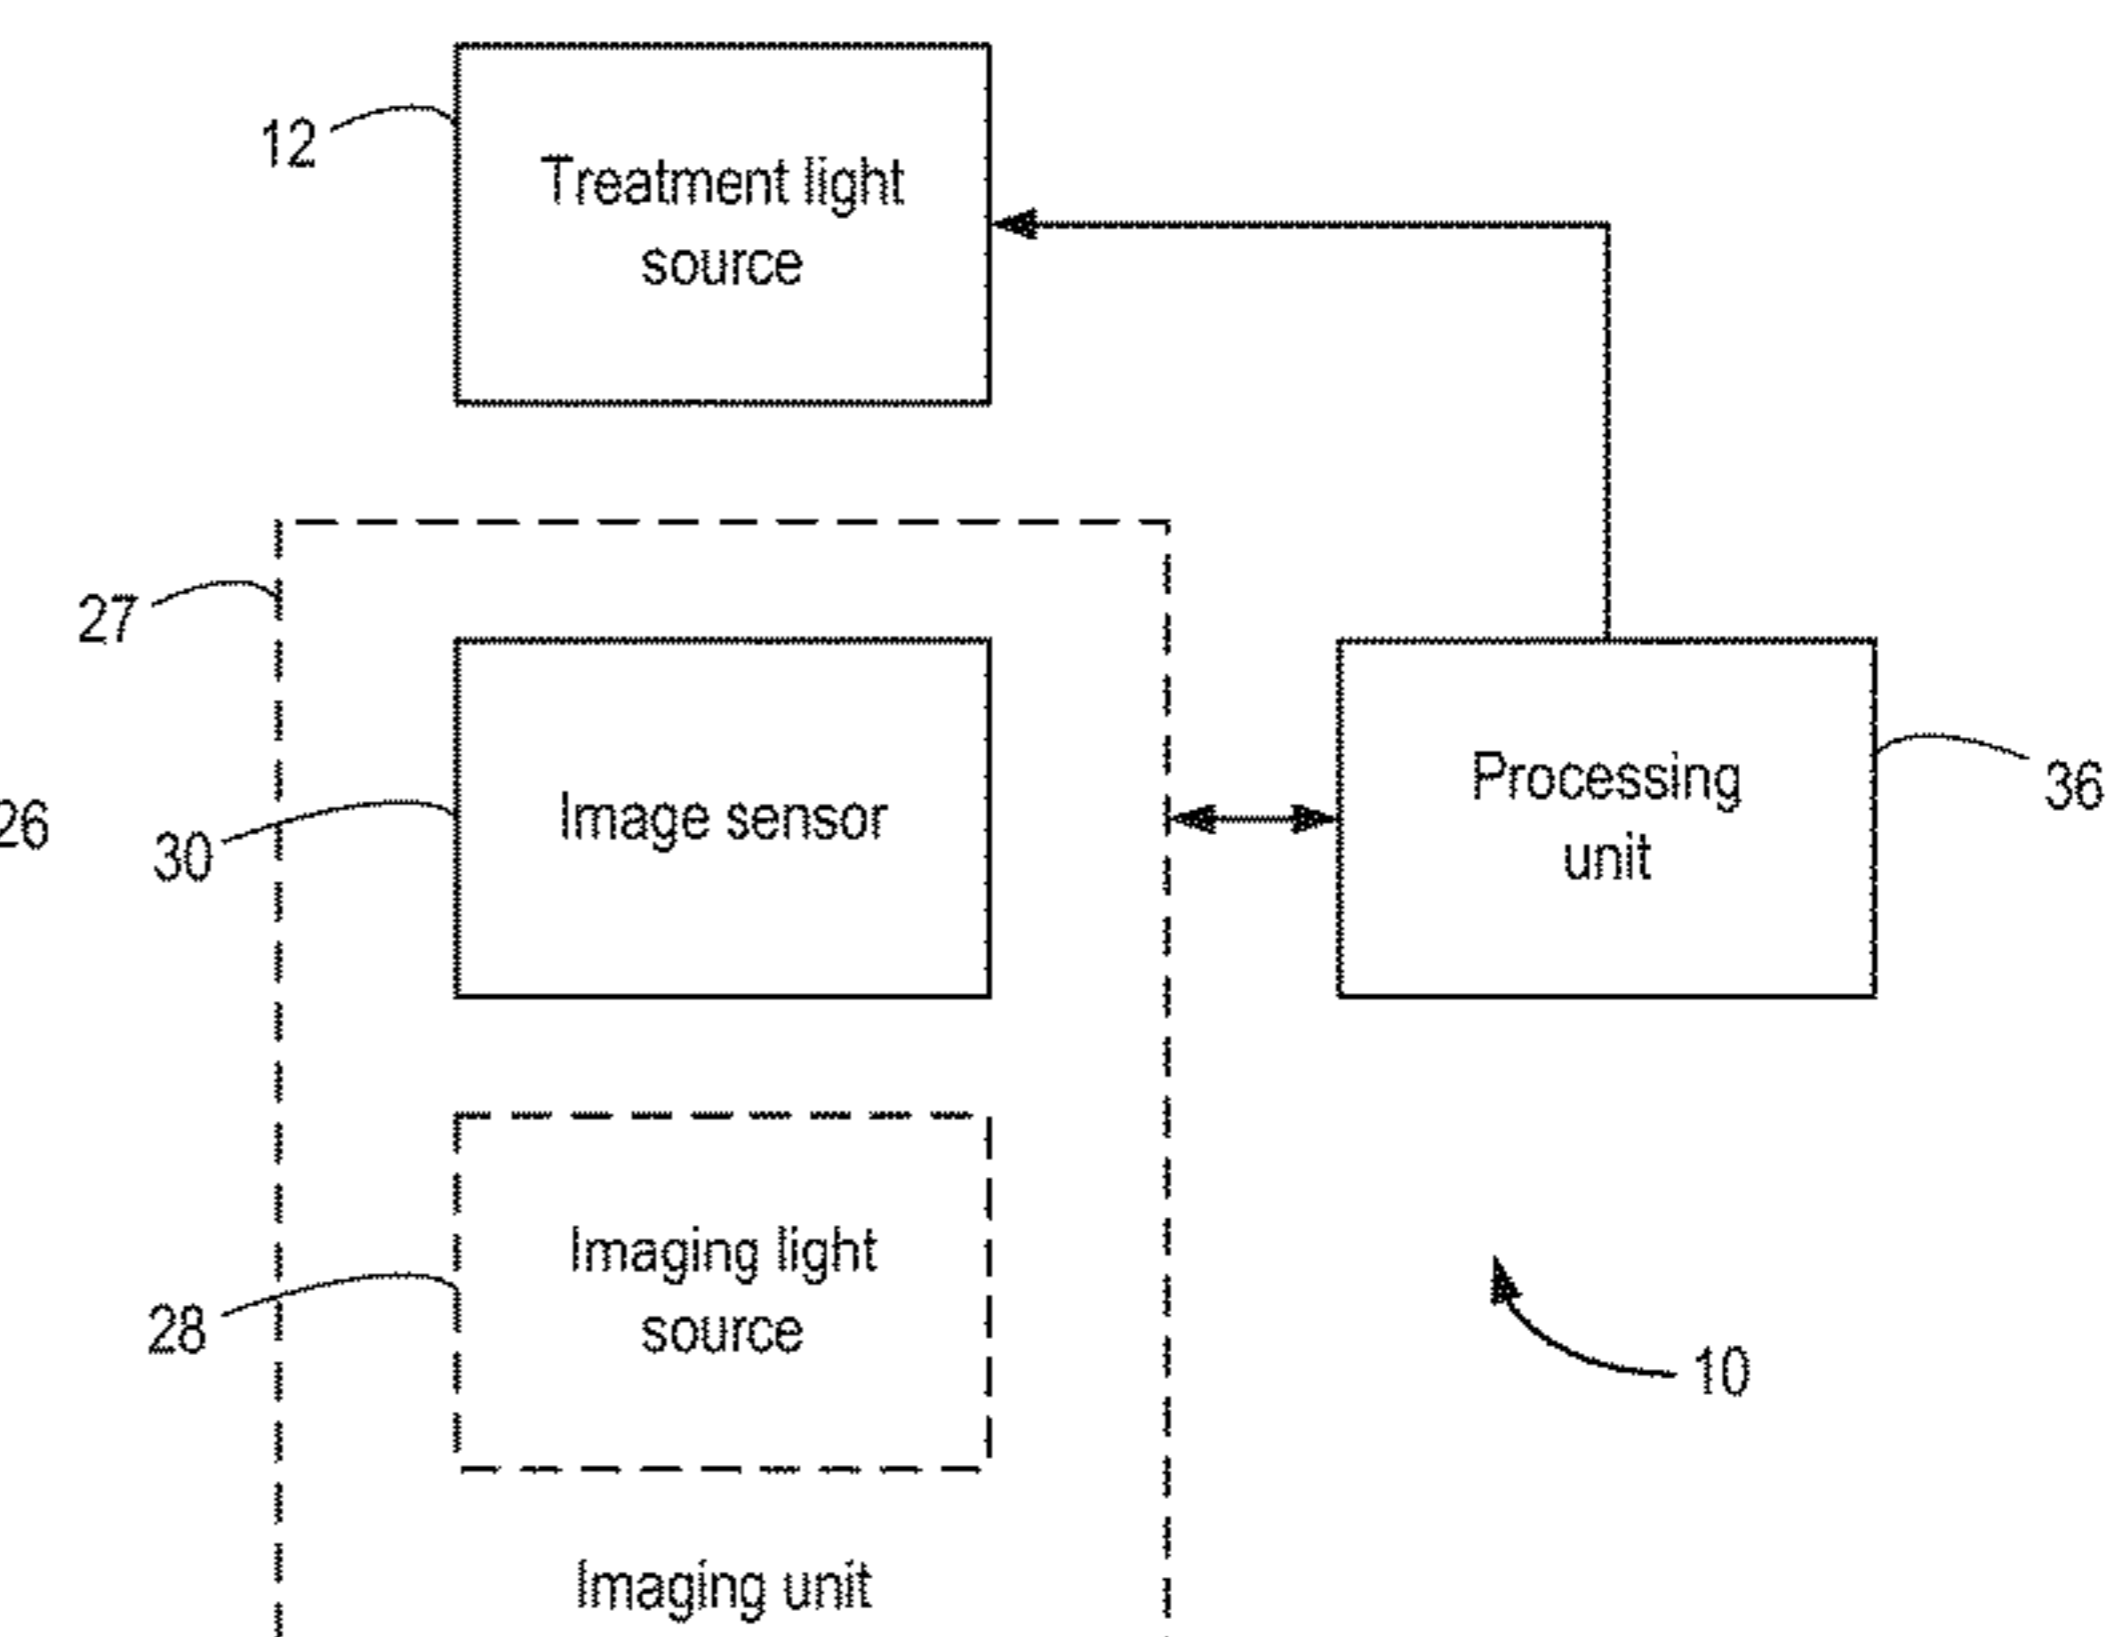 12
Treatment light
source
27
26
30
Image sensor
Processing
unit
36
28
Imaging light
source
10
Imaging unit